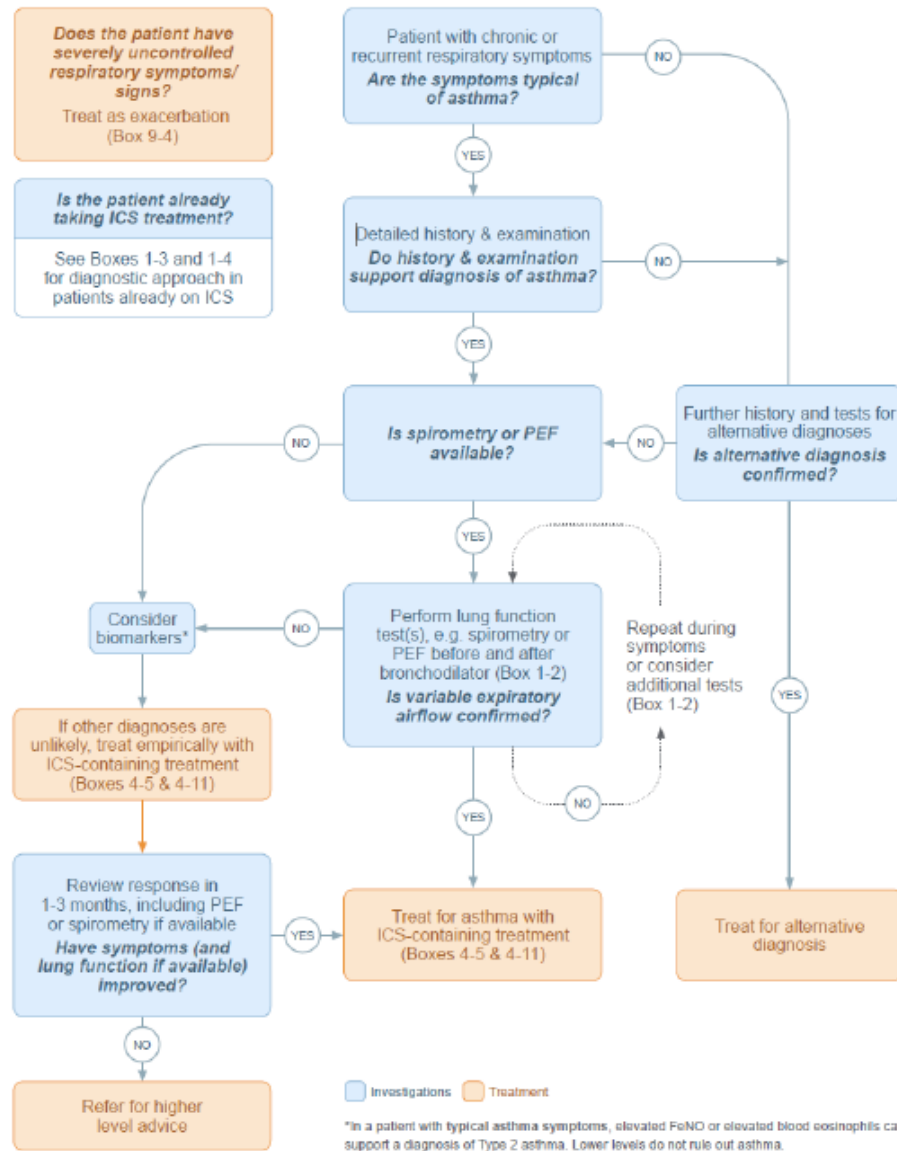 Does the patient have
severely uncontrolled
respiratory symptoms/
signs?
Treat as exacerbation
(Box 9-4)
Is the patient already
taking ICS treatment?
See Boxes 1-3 and 1-4
for diagnostic approach in
patients already on ICS
Patient with chronic or
recurrent respiratory symptoms
Are the symptoms typical
of asthma?
NO
YES
Detailed history & examination
Do history & examination
support diagnosis of asthma?
NO
YES
Is spirometry or PEF
available?
NO
NO
Further history and tests for
alternative diagnoses
Is alternative diagnosis
confirmed?
YES
YES
Consider
biomarkers*
NO
Perform lung function
test(s), e.g. spirometry or
PEF before and after
bronchodilator (Box 1-2)
Is variable expiratory
airflow confirmed?
Repeat during
symptoms
or consider
additional tests
(Box 1-2)
NO
YES
If other diagnoses are
unlikely, treat empirically with
ICS-containing treatment
(Boxes 4-5 & 4-11)
Review response in
1-3 months, including PEF
or spirometry if available
Have symptoms (and
lung function if available)
improved?
YES
Treat for asthma with
ICS-containing treatment
(Boxes 4-5 & 4-11)
Treat for alternative
diagnosis
NO
Refer for higher
level advice
Investigations
Treatment
*In a patient with typical asthma symptoms, elevated FeNO or elevated blood eosinophils ca
support a diagnosis of Type 2 asthma. Lower levels do not rule out asthma.